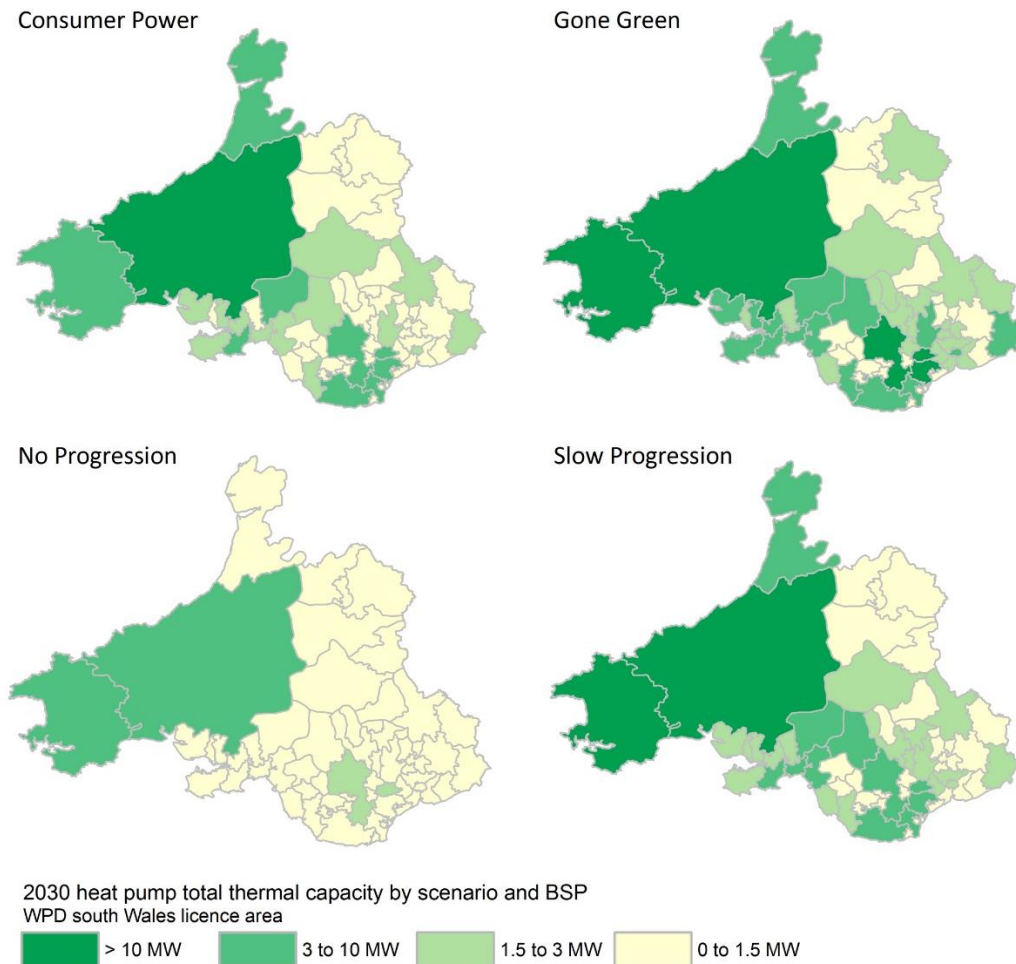 Consumer Power
Gone Green
No Progression
Slow Progression
2030 heat pump total thermal capacity by scenario and BSP
WPD south Wales licence area
> 10 MW
3 to 10 MW
1.5 to 3 MW
0 to 1.5 MW